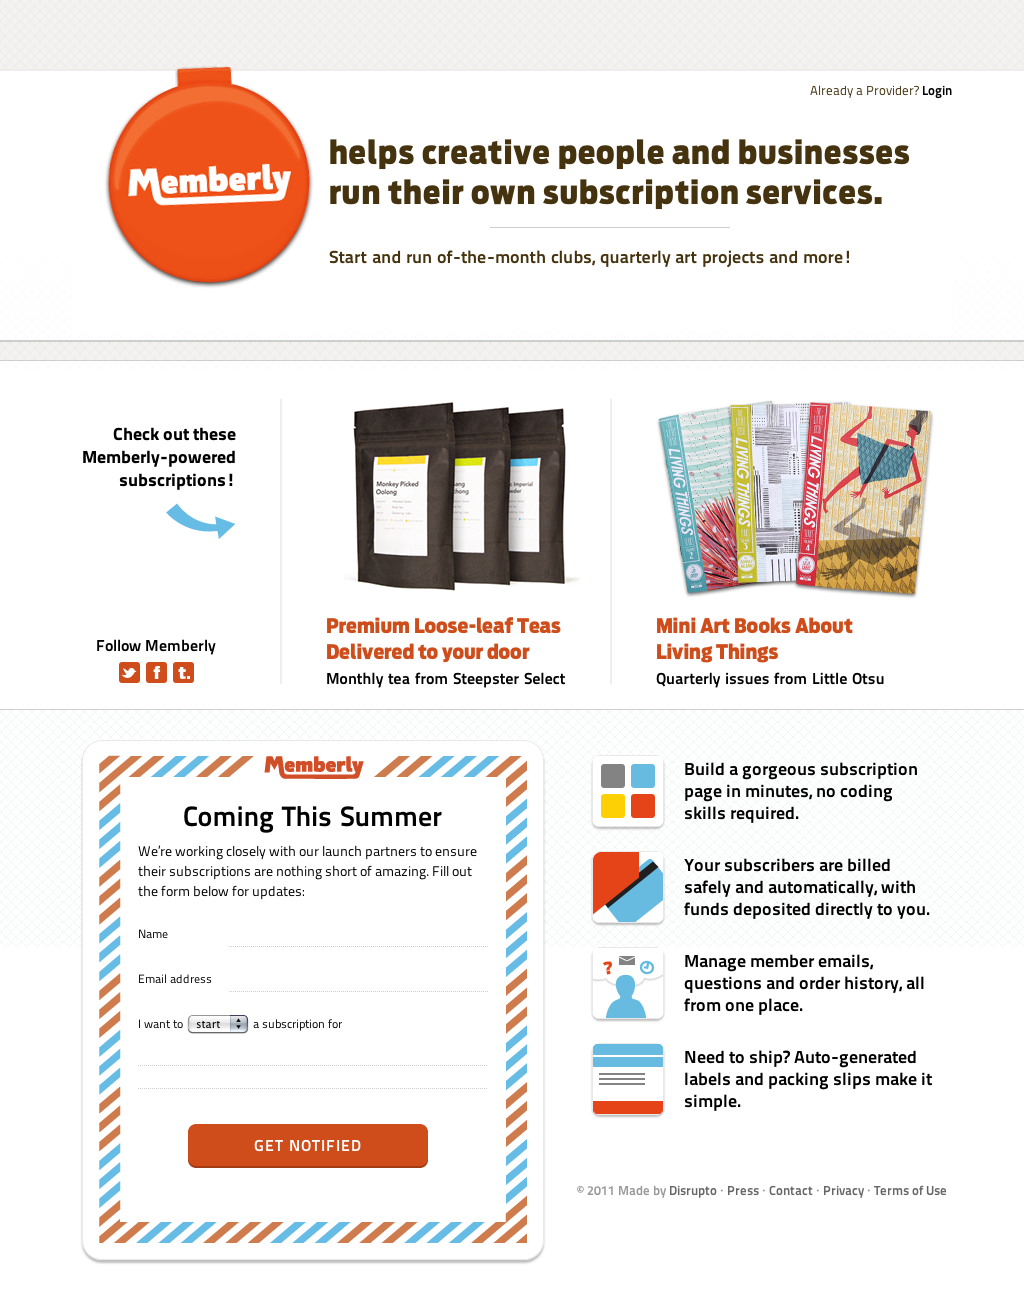 Already a Provider? Login
Memberly
helps creative people and businesses
run their own subscription services.
Start and run of-the-month clubs, quarterly art projects and more!
Check out these
Memberly-powered
subscriptions!
Follow Memberly
Monkey Picked
Oolong
Imperial
LIVING THINGS
2
LIVING THINGS
3
LIVING THINGS
4
Premium Loose-leaf Teas
Delivered to your door
Monthly tea from Steepster Select
Mini Art Books About
Living Things
Quarterly issues from Little Otsu
Memberly
Coming This Summer
We're working closely with our launch partners to ensure
their subscriptions are nothing short of amazing. Fill out
the form below for updates:
Name
Email address
I want to start a subscription for
GET NOTIFIED
Build a gorgeous subscription
page in minutes, no coding
skills required.
Your subscribers are billed
safely and automatically, with
funds deposited directly to you.
Manage member emails,
questions and order history, all
from one place.
Need to ship? Auto-generated
labels and packing slips make it
simple.
© 2011 Made by Disrupto · Press · Contact · Privacy · Terms of Use